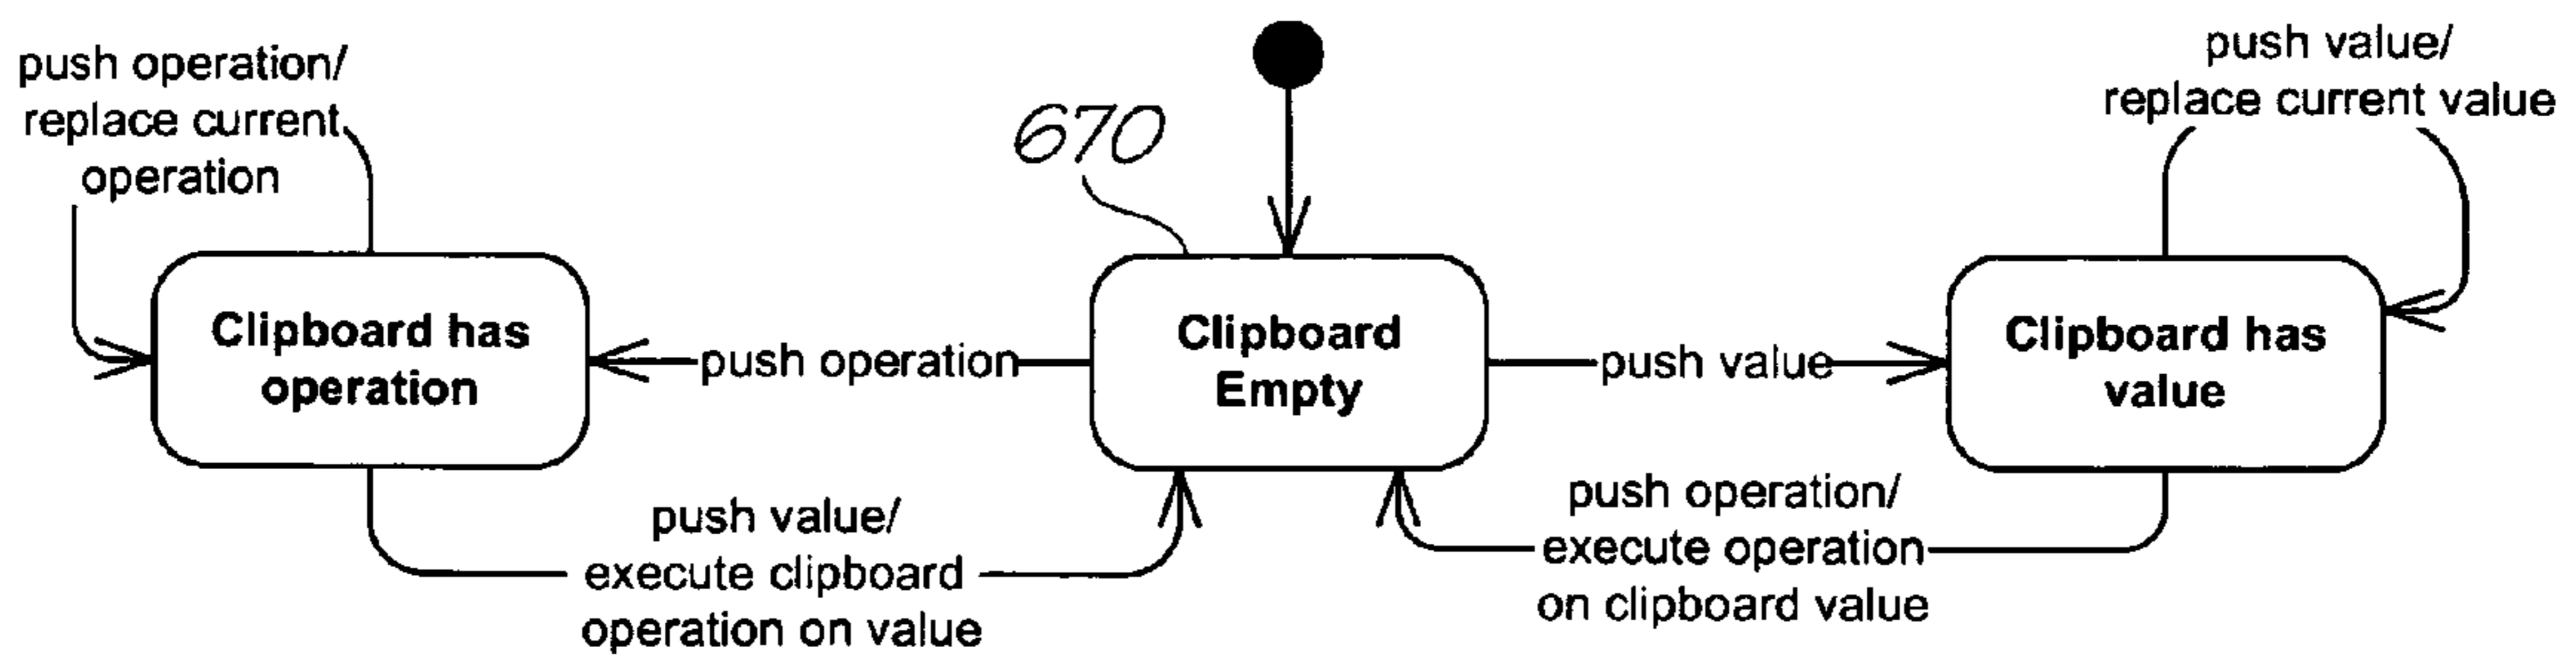 push operation/
replace current
operation
670
push value/
replace current value
Clipboard has
operation
push operation
Clipboard
Empty
push value
Clipboard has
value
push value/
execute clipboard
operation on value
push operation/
execute operation
on clipboard value